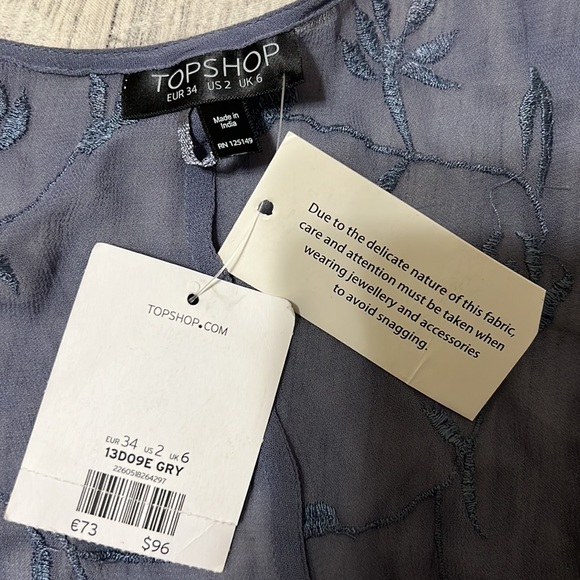 TOPSHOP
EUR 34 US 2 UK 6
Made in
India
RN 125149
Due to the delicate nature of this fabric,
care and attention must be taken when
wearing jewellery and accessories
to avoid snagging.
TOPSHOP.COM
EUR 34 US 2 UK 6
13D09E GRY
2260518264297
€73
$96